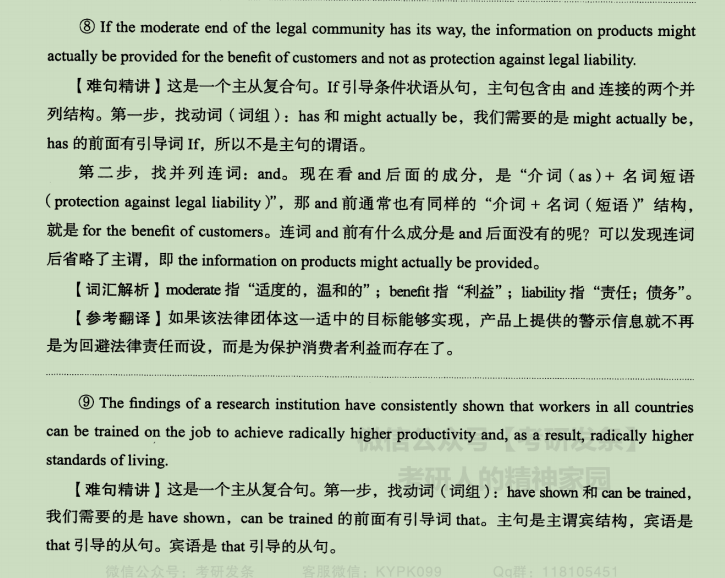 ⑧ If the moderate end of the legal community has its way, the information on products might
actually be provided for the benefit of customers and not as protection against legal liability.
【难句精讲】这是一个主从复合句。If 引导条件状语从句，主句包含由 and 连接的两个并
列结构。第一步，找动词（词组）：has 和 might actually be，我们需要的是 might actually be，
has 的前面有引导词 If，所以不是主句的谓语。
第二步，找并列连词：and。现在看 and 后面的成分，是“介词（as）+ 名词短语
（protection against legal liability）”，那 and 前通常也有同样的“介词 + 名词（短语）”结构，
就是 for the benefit of customers。连词 and 前有什么成分是 and 后面没有的呢？可以发现连词
后省略了主谓，即 the information on products might actually be provided。
【词汇解析】moderate 指“适度的，温和的”；benefit 指“利益”；liability 指“责任；债务”。
【参考翻译】如果该法律团体这一适中的目标能够实现，产品上提供的警示信息就不再
是为回避法律责任而设，而是为保护消费者利益而存在了。
⑨ The findings of a research institution have consistently shown that workers in all countries
can be trained on the job to achieve radically higher productivity and, as a result, radically higher
standards of living.
微信公众号【考研发条】
考研人的精神家园
【难句精讲】这是一个主从复合句。第一步，找动词（词组）：have shown 和 can be trained，
我们需要的是 have shown，can be trained 的前面有引导词 that。主句是主谓宾结构，宾语是
that 引导的从句。宾语是 that 引导的从句。
微信公众号：考研发条 客服微信：KYPK099 Qq群：118105451